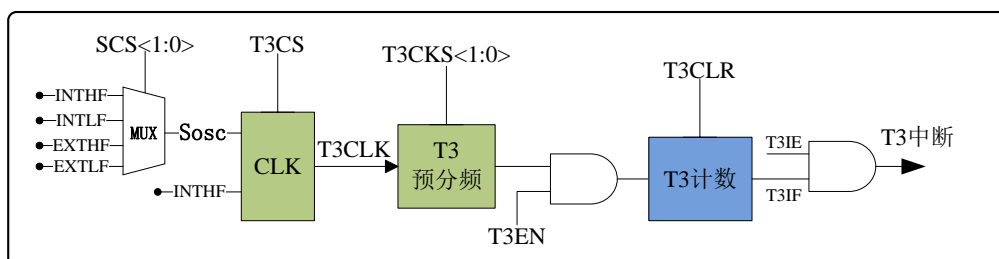 SCS<1:0>
T3CS
T3CKS<1:0>
T3CLR
INTHF
INTLF
EXTHF
EXTLF
MUX
Sosc
CLK
INTHF
T3CLK
T3
预分频
T3EN
T3计数
T3IE
T3IF
T3中断